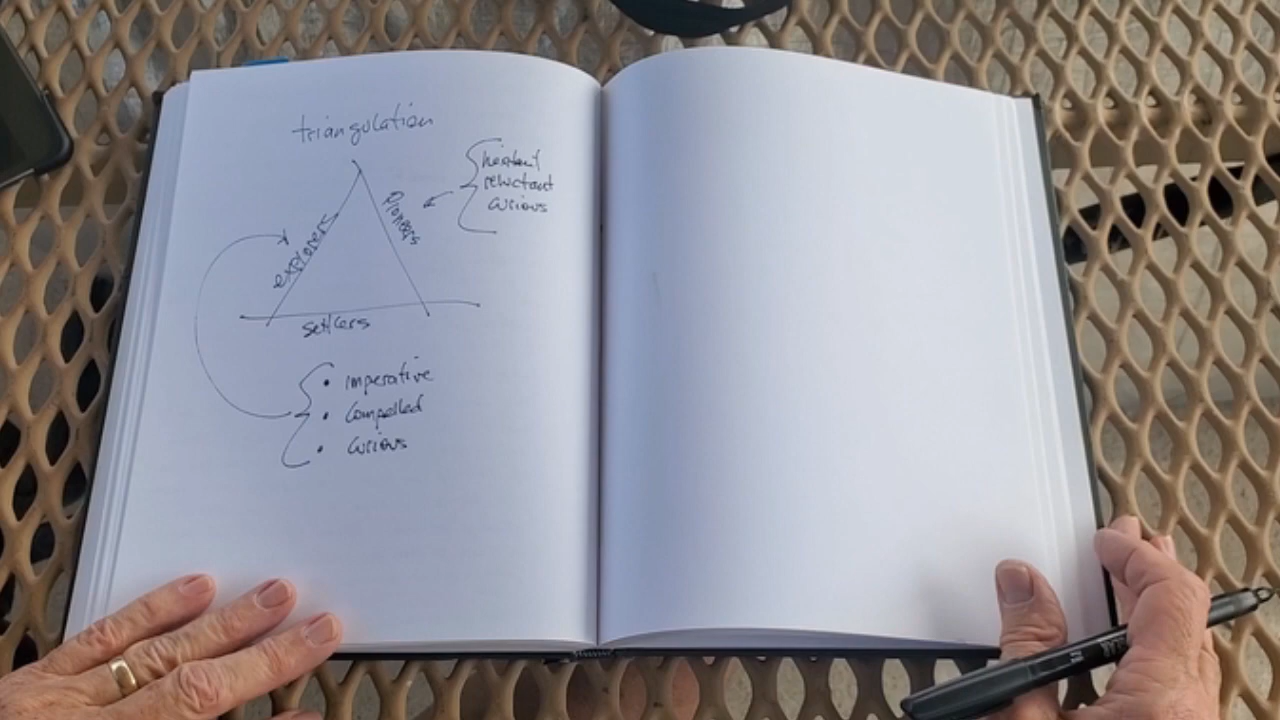 triangulation
hesitant
reluctant
curious
pioneers
explorers
settlers
• imperative
• compelled
• curious